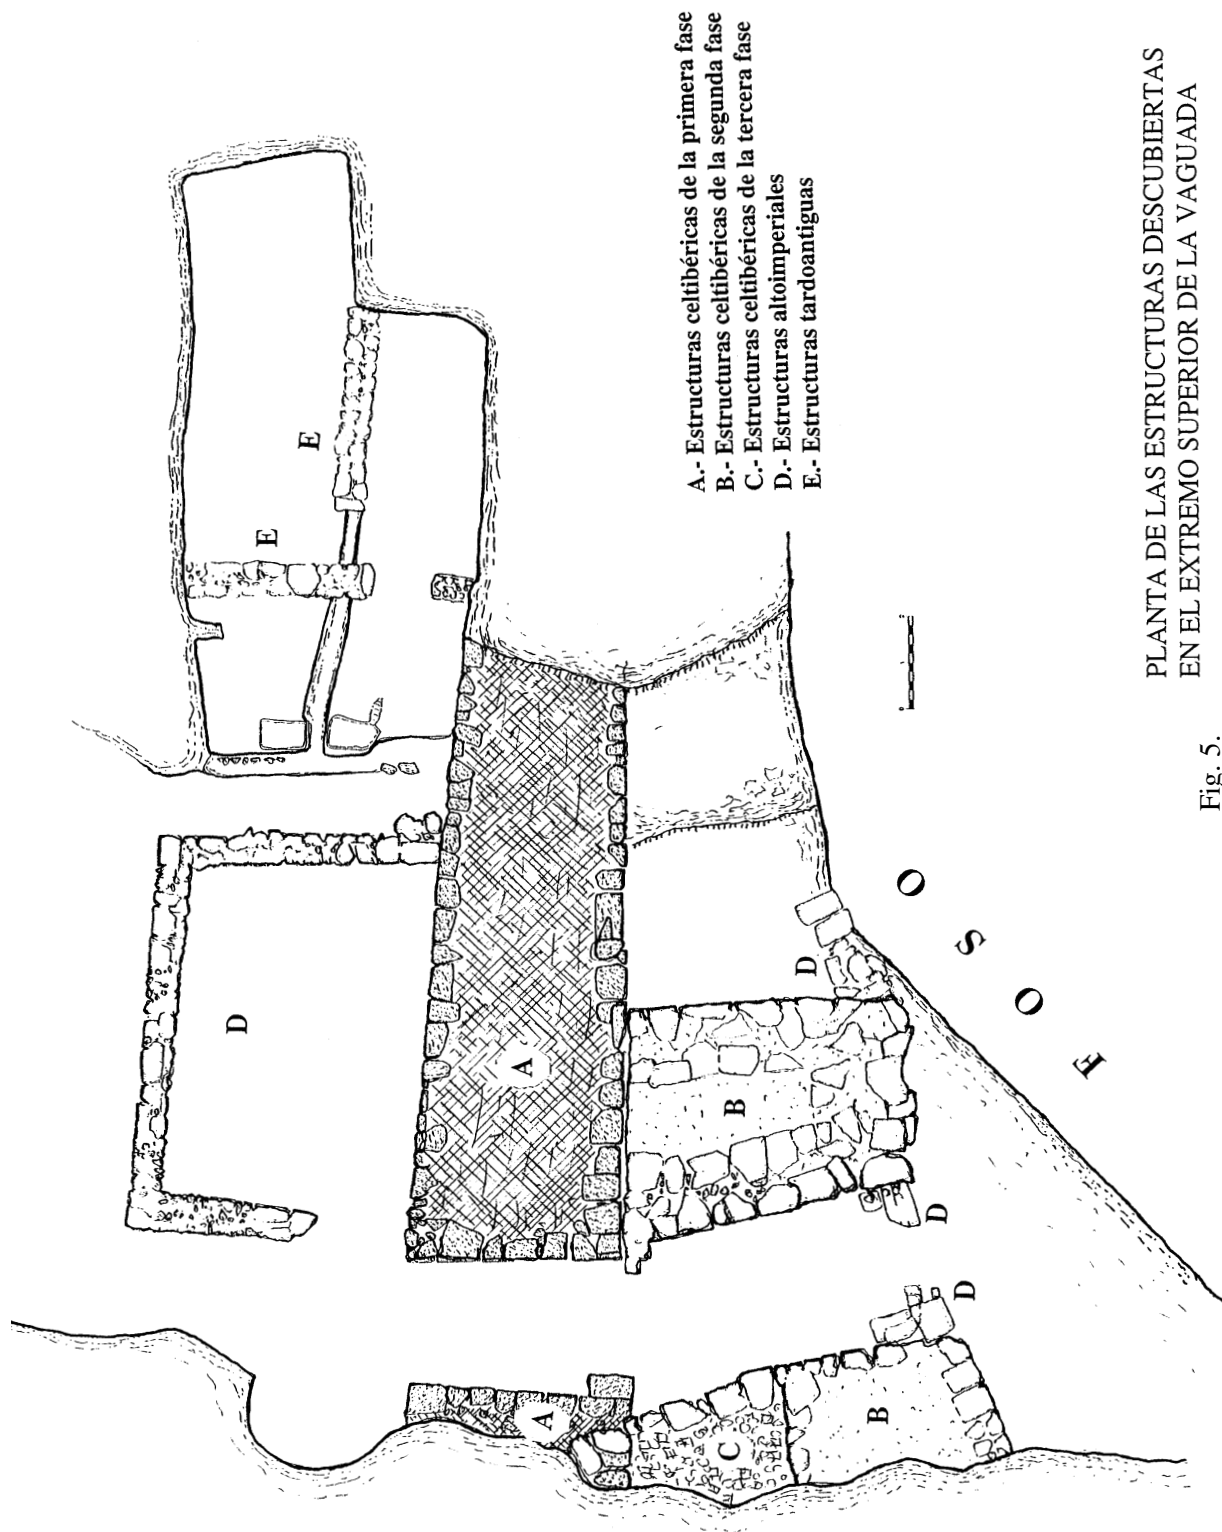 A.- Estructuras celtibéricas de la primera fase
B.- Estructuras celtibéricas de la segunda fase
C.- Estructuras celtibéricas de la tercera fase
D.- Estructuras altoimperiales
E.- Estructuras tardoantiguas
E
E
D
A
D
B
D
D
A
C
B
F O S O
PLANTA DE LAS ESTRUCTURAS DESCUBIERTAS
EN EL EXTREMO SUPERIOR DE LA VAGUADA
Fig. 5.